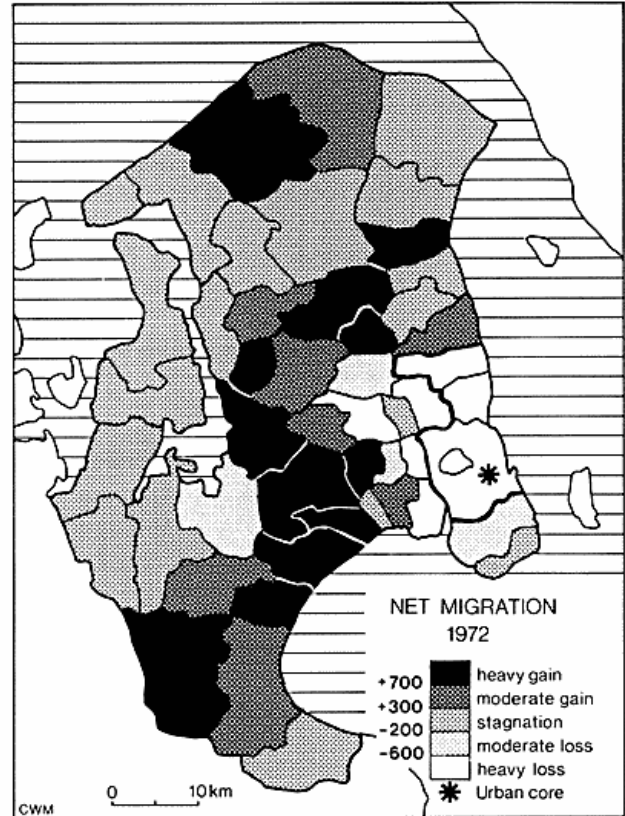 NET MIGRATION
1972
heavy gain
+700
moderate gain
+300
stagnation
-200
moderate loss
-600
heavy loss
Urban core
0 10km
CWM